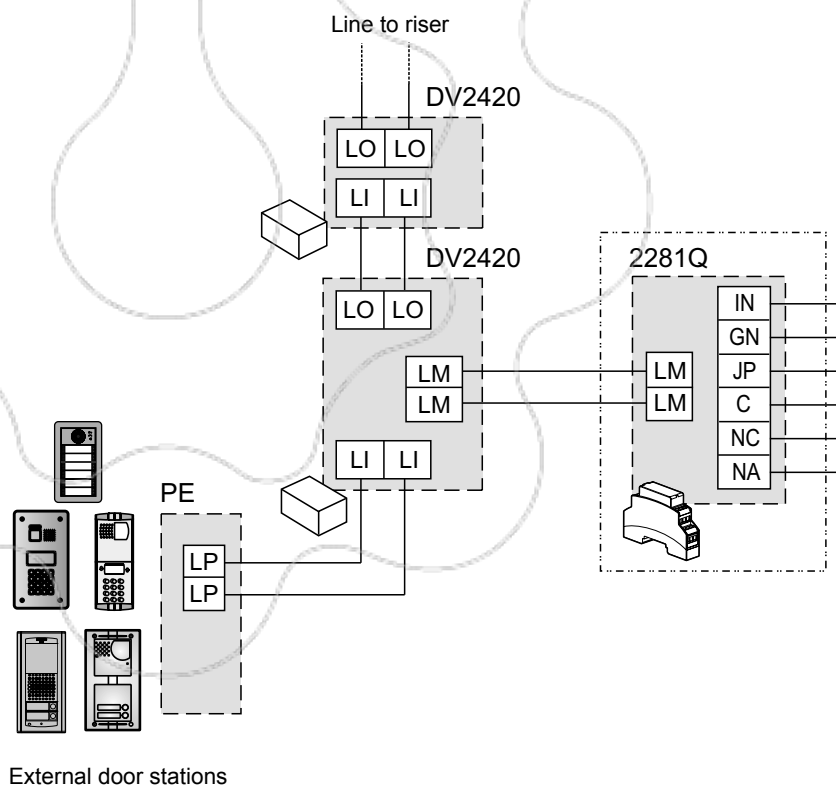 Line to riser
DV2420
LO LO
LI LI
DV2420
2281Q
LO LO
IN
GN
LM
LM
JP
LM
LM
C
NC
LI LI
NA
PE
LP
LP
External door stations